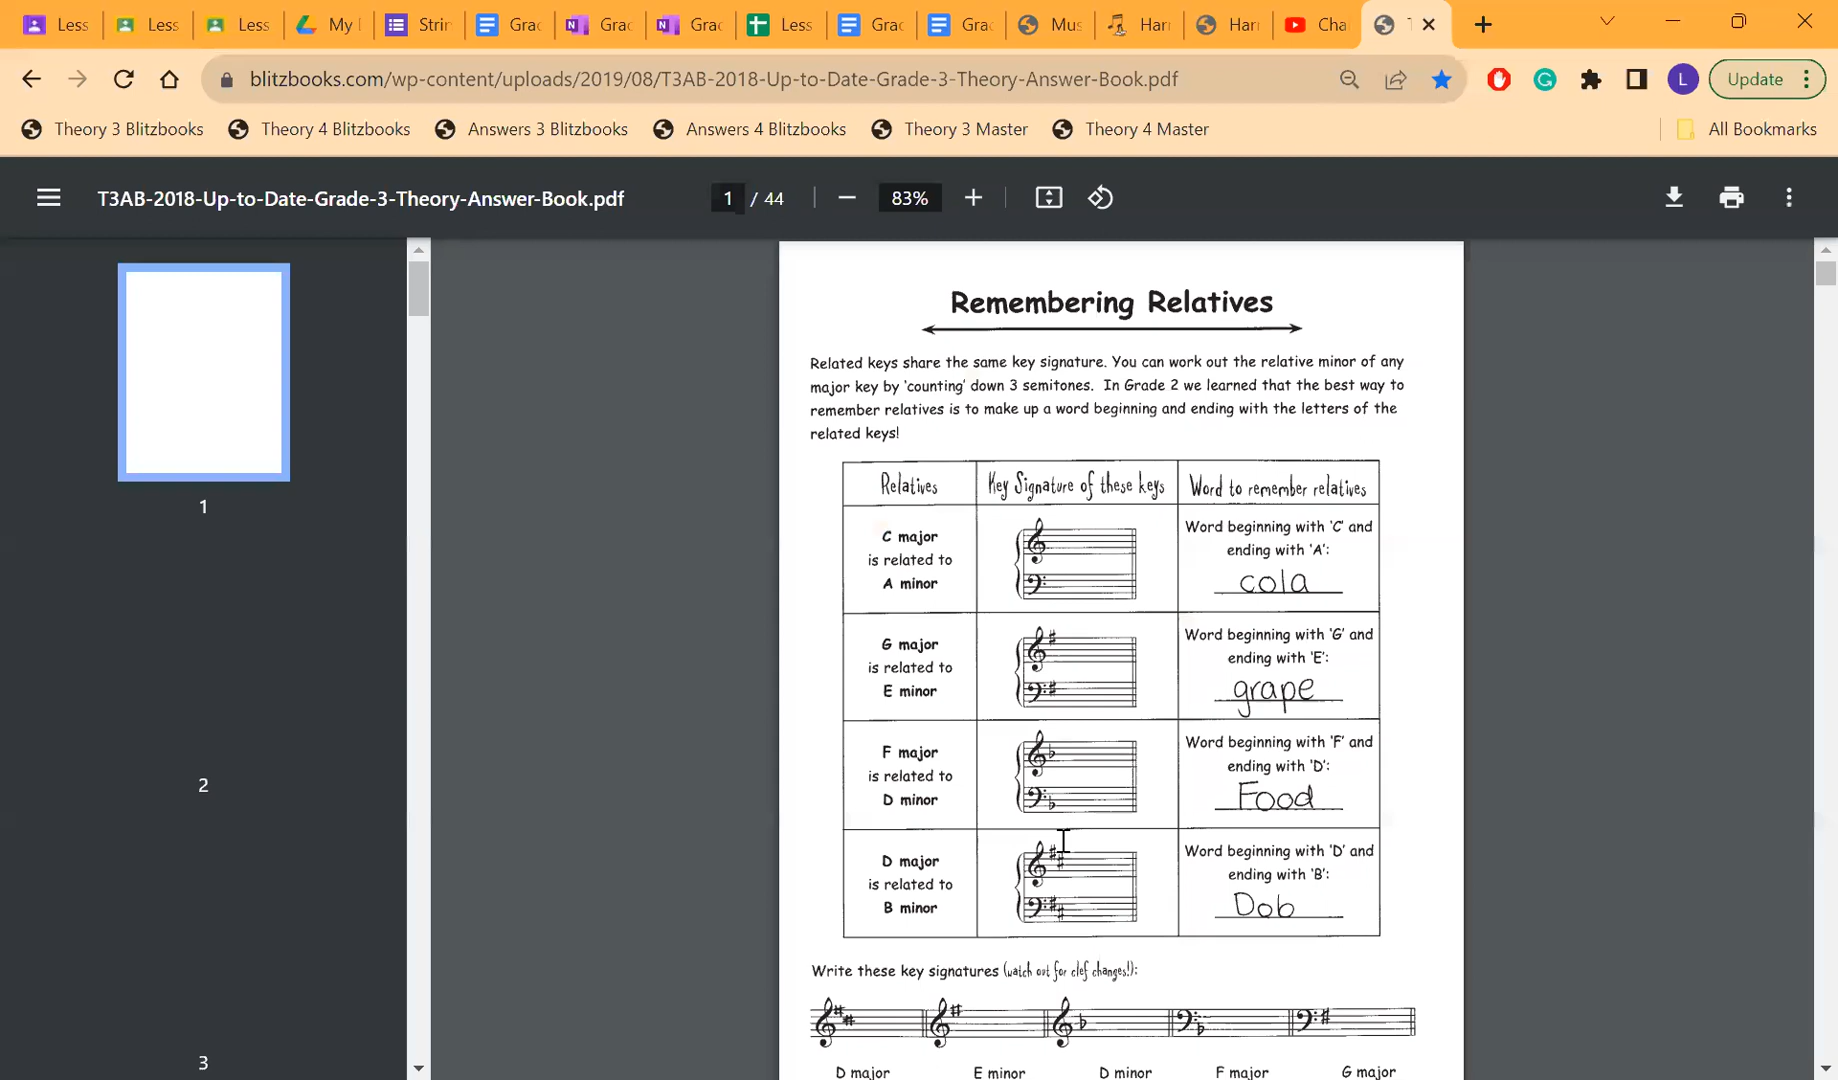 Less
Less
Less
My I
Strin
Grac
Grac
Grac
Less
Grac
Grac
Mus
Harr
Harr
Cha
blitzbooks.com/wp-content/uploads/2019/08/T3AB-2018-Up-to-Date-Grade-3-Theory-Answer-Book.pdf
L
Update
Theory 3 Blitzbooks
Theory 4 Blitzbooks
Answers 3 Blitzbooks
Answers 4 Blitzbooks
Theory 3 Master
Theory 4 Master
All Bookmarks
T3AB-2018-Up-to-Date-Grade-3-Theory-Answer-Book.pdf
1 / 44
83%
1
2
3
Remembering Relatives
Related keys share the same key signature. You can work out the relative minor of any
major key by 'counting' down 3 semitones. In Grade 2 we learned that the best way to
remember relatives is to make up a word beginning and ending with the letters of the
related keys!
Relatives
Key Signature of these keys
Word to remember relatives
C major
is related to
A minor
Word beginning with 'C' and
ending with 'A':
cola
G major
is related to
E minor
Word beginning with 'G' and
ending with 'E':
grape
F major
is related to
D minor
Word beginning with 'F' and
ending with 'D':
Food
D major
is related to
B minor
Word beginning with 'D' and
ending with 'B':
Dob
Write these key signatures (watch out for clef changes!):
D major
E minor
D minor
F major
G major